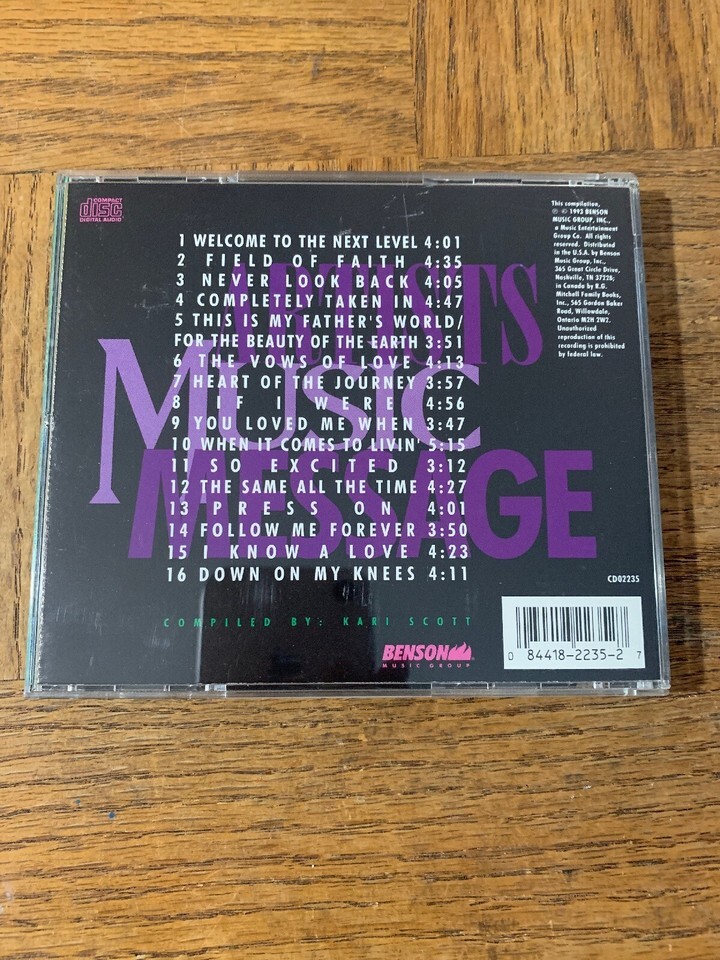 COMPACT
disc
DIGITAL AUDIO
This compilation,
℗ © 1993 BENSON
MUSIC GROUP, INC.,
a Music Entertainment
Group Co. All rights
reserved. Distributed
in the U.S.A. by Benson
Music Group, Inc.,
365 Great Circle Drive,
Nashville, TN 37228;
in Canada by R.G.
Mitchell Family Books,
Inc., 565 Gordon Baker
Road, Willowdale,
Ontario M2H 2W2.
Unauthorized
reproduction of this
recording is prohibited
by federal law.
ARTISTS
MUSIC
MESSAGE
1 WELCOME TO THE NEXT LEVEL 4:01
2 FIELD OF FAITH 4:35
3 NEVER LOOK BACK 4:05
4 COMPLETELY TAKEN IN 4:47
5 THIS IS MY FATHER'S WORLD/
FOR THE BEAUTY OF THE EARTH 3:51
6 THE VOWS OF LOVE 4:13
7 HEART OF THE JOURNEY 3:57
8 IF I WERE 4:56
9 YOU LOVED ME WHEN 3:47
10 WHEN IT COMES TO LIVIN' 5:15
11 SO EXCITED 3:12
12 THE SAME ALL THE TIME 4:27
13 PRESS ON 4:01
14 FOLLOW ME FOREVER 3:50
15 I KNOW A LOVE 4:23
16 DOWN ON MY KNEES 4:11
CD02235
COMPILED BY: KARI SCOTT
BENSON
MUSIC GROUP
0 84418-2235-2 7